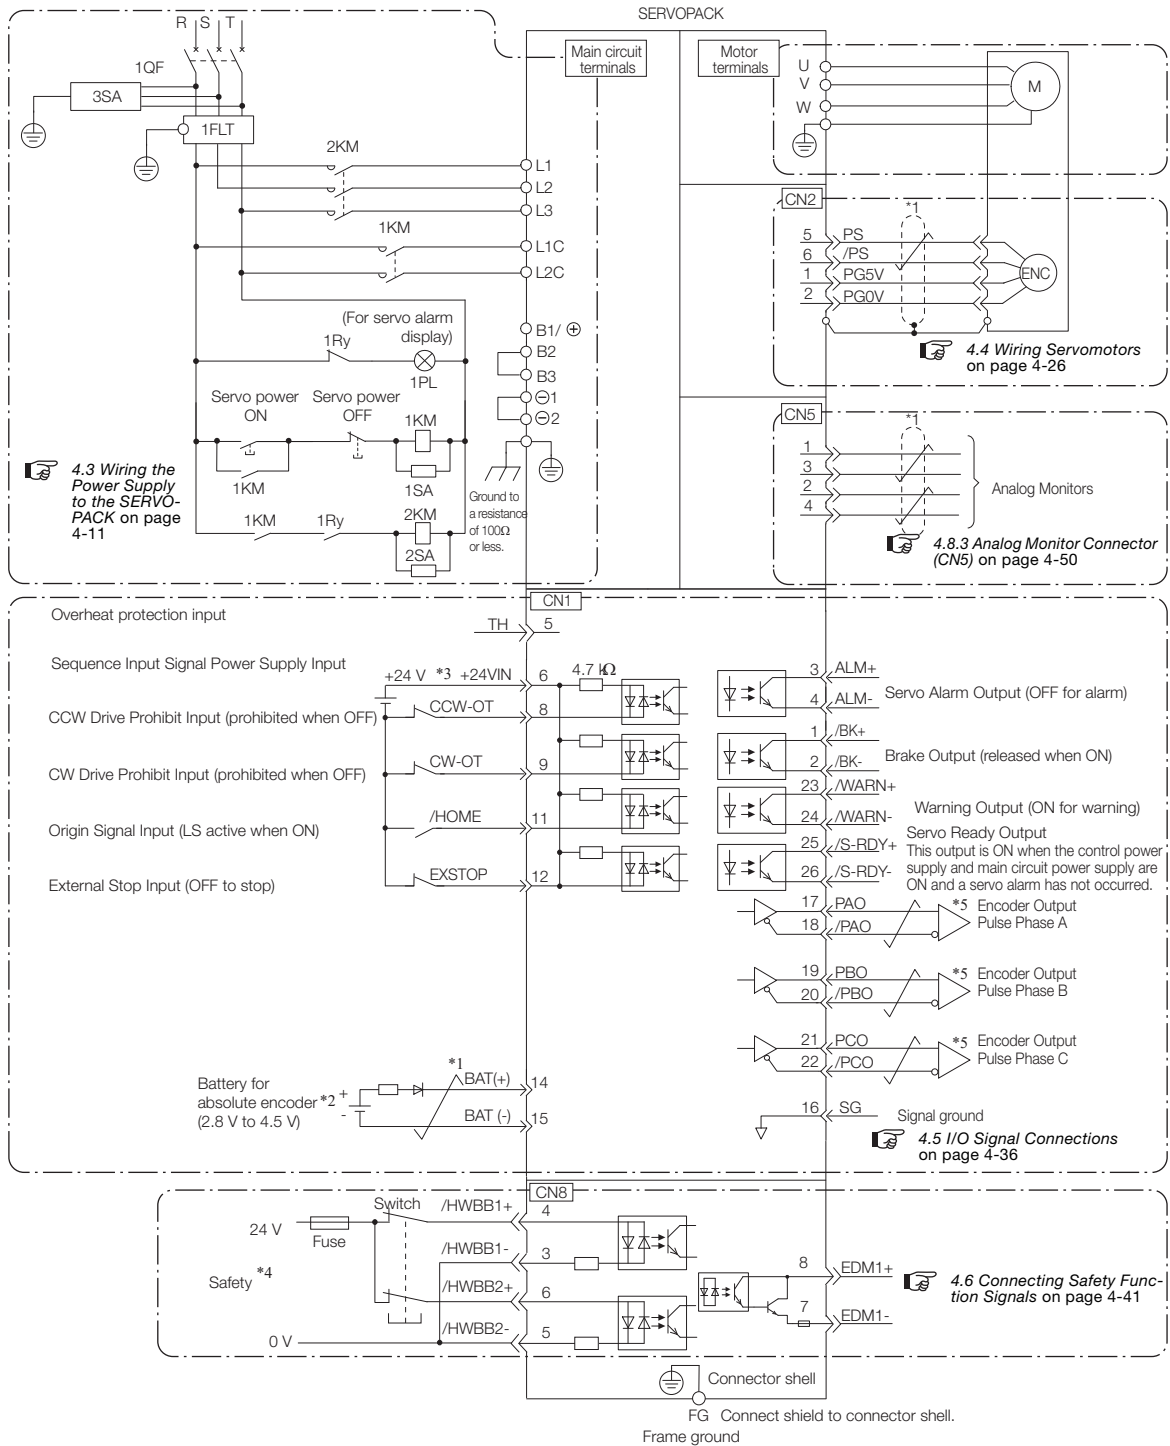 SERVOPACK
R S T
1QF
3SA
1FLT
Main circuit
terminals
Motor
terminals
U
V
W
M
2KM
L1
L2
L3
1KM
L1C
L2C
CN2
*1
5 PS
6 /PS
1 PG5V
2 PG0V
ENC
4.4 Wiring Servomotors
on page 4-26
(For servo alarm
display)
1Ry
1PL
B1/ ⊕
B2
B3
⊖1
⊖2
Servo power
ON
Servo power
OFF
1KM
1KM
1SA
4.3 Wiring the
Power Supply
to the SERVO-
PACK on page
4-11
1KM
1Ry
2KM
2SA
Ground to
a resistance
of 100Ω
or less.
CN5
*1
1
3
2
4
Analog Monitors
4.8.3 Analog Monitor Connector
(CN5) on page 4-50
CN1
Overheat protection input
TH 5
Sequence Input Signal Power Supply Input
+24 V *3 +24VIN 6
4.7 kΩ
CCW Drive Prohibit Input (prohibited when OFF)
CCW-OT 8
CW Drive Prohibit Input (prohibited when OFF)
CW-OT 9
Origin Signal Input (LS active when ON)
/HOME 11
External Stop Input (OFF to stop)
EXSTOP 12
3 ALM+
4 ALM-
Servo Alarm Output (OFF for alarm)
1 /BK+
2 /BK-
Brake Output (released when ON)
23 /WARN+
24 /WARN-
Warning Output (ON for warning)
25 /S-RDY+
26 /S-RDY-
Servo Ready Output
This output is ON when the control power
supply and main circuit power supply are
ON and a servo alarm has not occurred.
17 PAO
18 /PAO
*5 Encoder Output
Pulse Phase A
19 PBO
20 /PBO
*5 Encoder Output
Pulse Phase B
21 PCO
22 /PCO
*5 Encoder Output
Pulse Phase C
Battery for
absolute encoder
(2.8 V to 4.5 V)
*2
+
-
*1
BAT(+) 14
BAT (-) 15
16 SG
Signal ground
4.5 I/O Signal Connections
on page 4-36
CN8
Switch
24 V
Fuse
Safety *4
0 V
/HWBB1+ 4
/HWBB1- 3
/HWBB2+ 6
/HWBB2- 5
8 EDM1+
7 EDM1-
4.6 Connecting Safety Func-
tion Signals on page 4-41
Connector shell
FG Connect shield to connector shell.
Frame ground